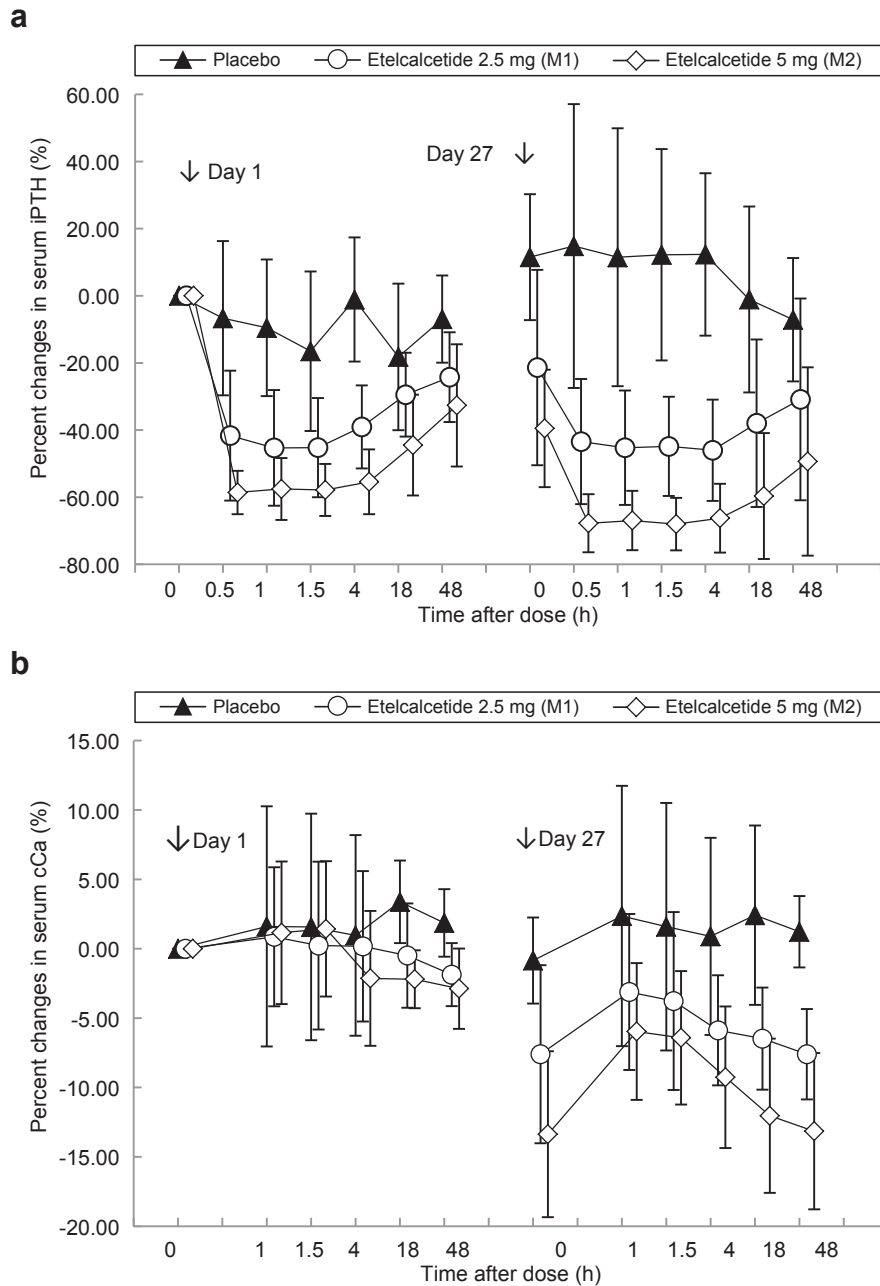 a
Placebo Etelcalcetide 2.5 mg (M1) Etelcalcetide 5 mg (M2)
60.00
40.00
20.00
0.00
-20.00
-40.00
-60.00
-80.00
Percent changes in serum iPTH (%)
Day 1
Day 27
0 0.5 1 1.5 4 18 48 0 0.5 1 1.5 4 18 48
Time after dose (h)
b
Placebo Etelcalcetide 2.5 mg (M1) Etelcalcetide 5 mg (M2)
15.00
10.00
5.00
0.00
-5.00
-10.00
-15.00
-20.00
Percent changes in serum cCa (%)
Day 1
Day 27
0 1 1.5 4 18 48 0 1 1.5 4 18 48
Time after dose (h)